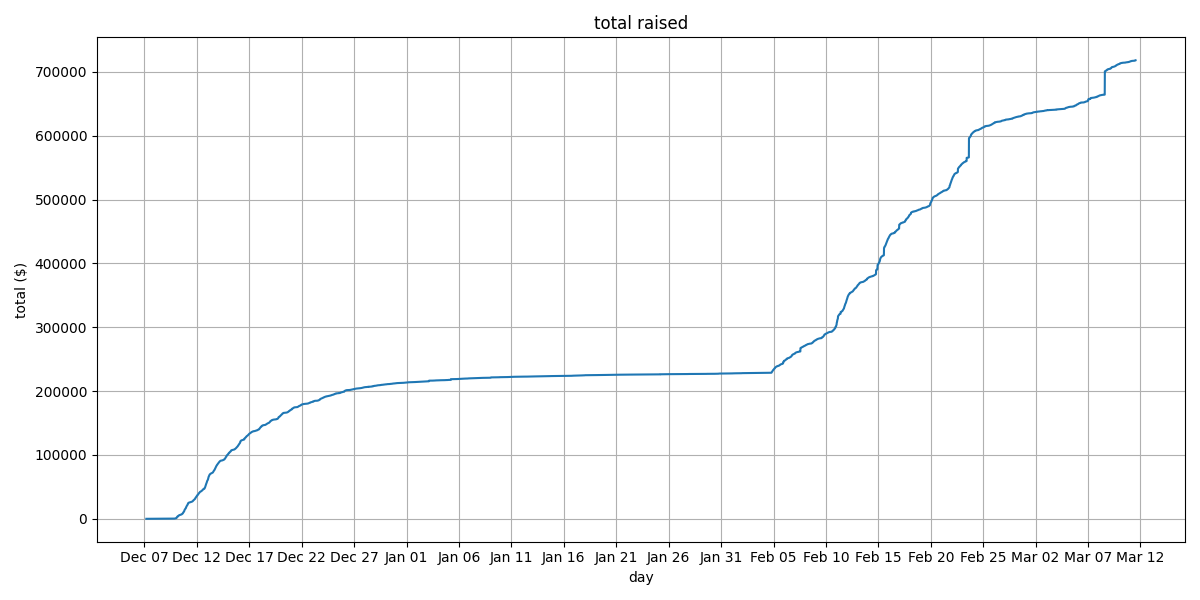 total raised
total ($)
700000
600000
500000
400000
300000
200000
100000
0
Dec 07 Dec 12 Dec 17 Dec 22 Dec 27 Jan 01 Jan 06 Jan 11 Jan 16 Jan 21 Jan 26 Jan 31 Feb 05 Feb 10 Feb 15 Feb 20 Feb 25 Mar 02 Mar 07 Mar 12
day